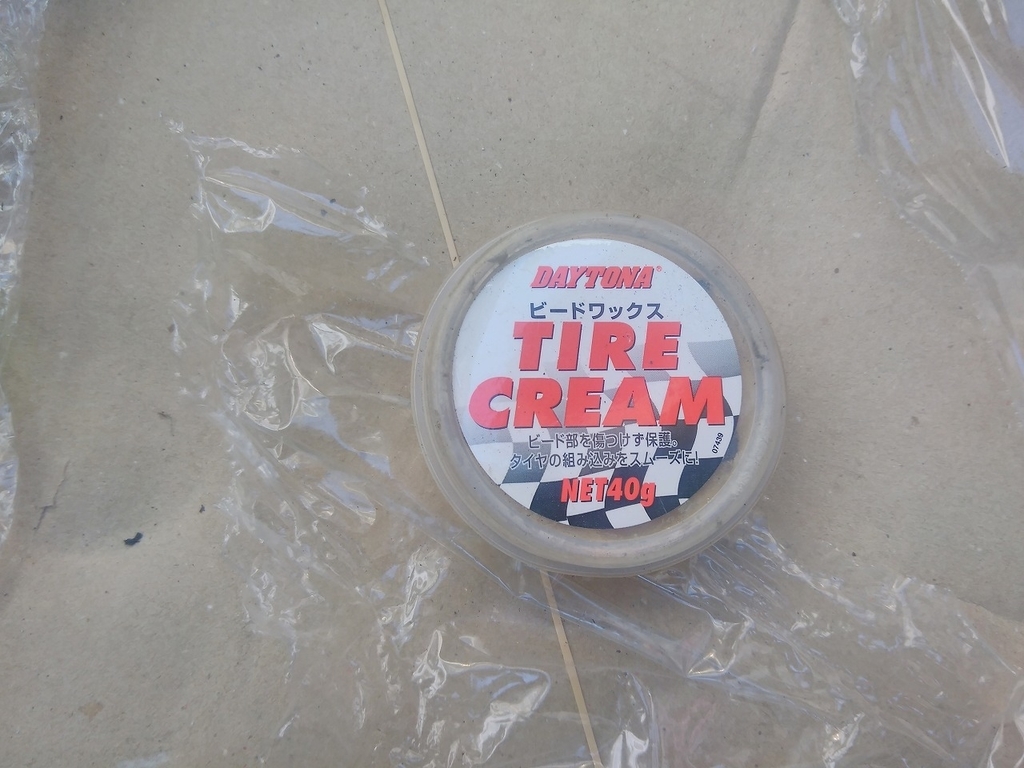 DAYTONA®
ビードワックス
TIRE
CREAM
ビード部を傷つけず保護。
タイヤの組み込みをスムーズに!
07439
NET40g